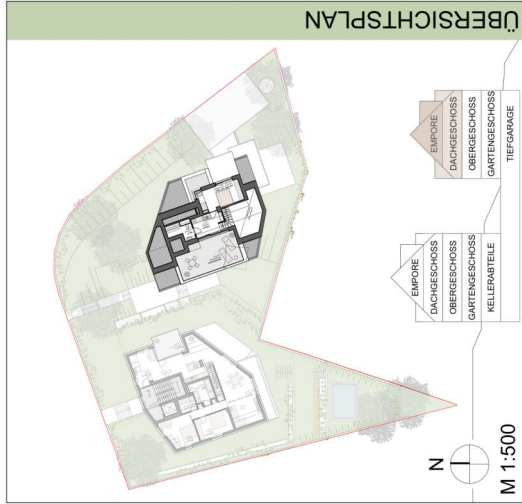 ÜBERSICHTSPLAN
EMPORE
DACHGESCHOSS
OBERGESCHOSS
GARTENGESCHOSS
TIEFGARAGE
EMPORE
DACHGESCHOSS
OBERGESCHOSS
GARTENGESCHOSS
KELLERABTEILE
N
M 1:500